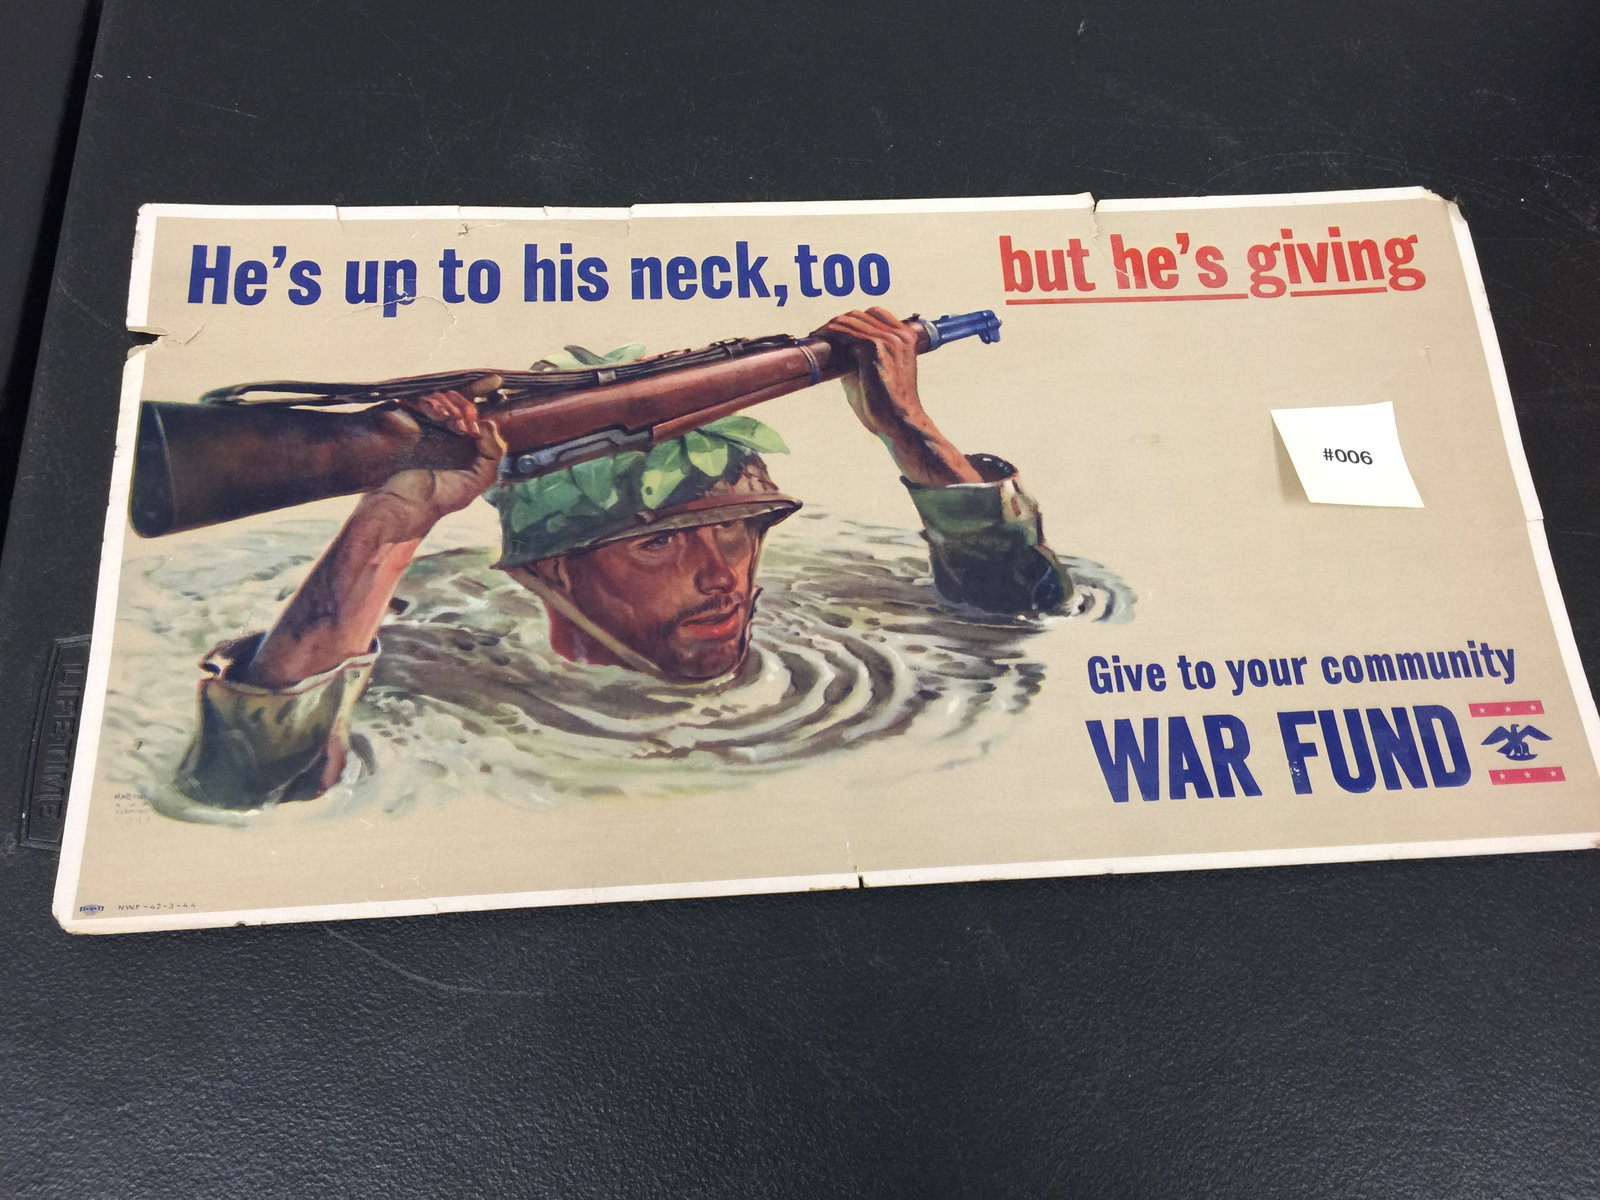 He's up to his neck, too
but he's giving
#006
Give to your community
WAR FUND
LIFETIME
N.W.F-42-3-44